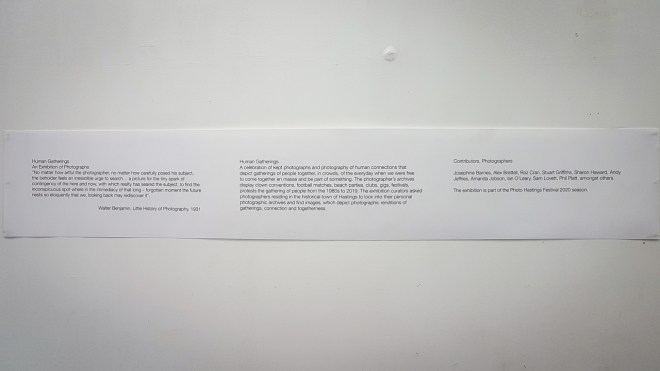 Human Gatherings
An Exhibition of Photographs
"No matter how artful the photographer, no matter how carefully posed his subject,
the beholder feels an irresistible urge to search... a picture for the tiny spark of
contingency of the here and now, with which reality has seared the subject, to find the
inconspicuous spot where in the immediacy of that long - forgotten moment the future
nests so eloquently that we, looking back may rediscover it".
Walter Benjamin, Little History of Photography, 1931
Human Gatherings
A celebration of kept photographs and photography of human connections that
depict gatherings of people together, in crowds, of the everyday when we were free
to come together en masse and be part of something. The photographer's archives
display clown conventions, football matches, beach parties, clubs, gigs, festivals,
protests the gathering of people from the 1980s to 2019. The exhibition curators asked
photographers residing in the historical town of Hastings to look into their personal
photographic archives and find images, which depict photographic renditions of
gatherings, connection and togetherness.
Contributors, Photographers
Josephine Barnes, Alex Brattell, Roz Cran, Stuart Griffiths, Sharon Haward, Andy
Jeffries, Amanda Jobson, Ian O'Leary, Sam Lovett, Phil Platt, amongst others.
The exhibition is part of the Photo Hastings Festival 2020 season.